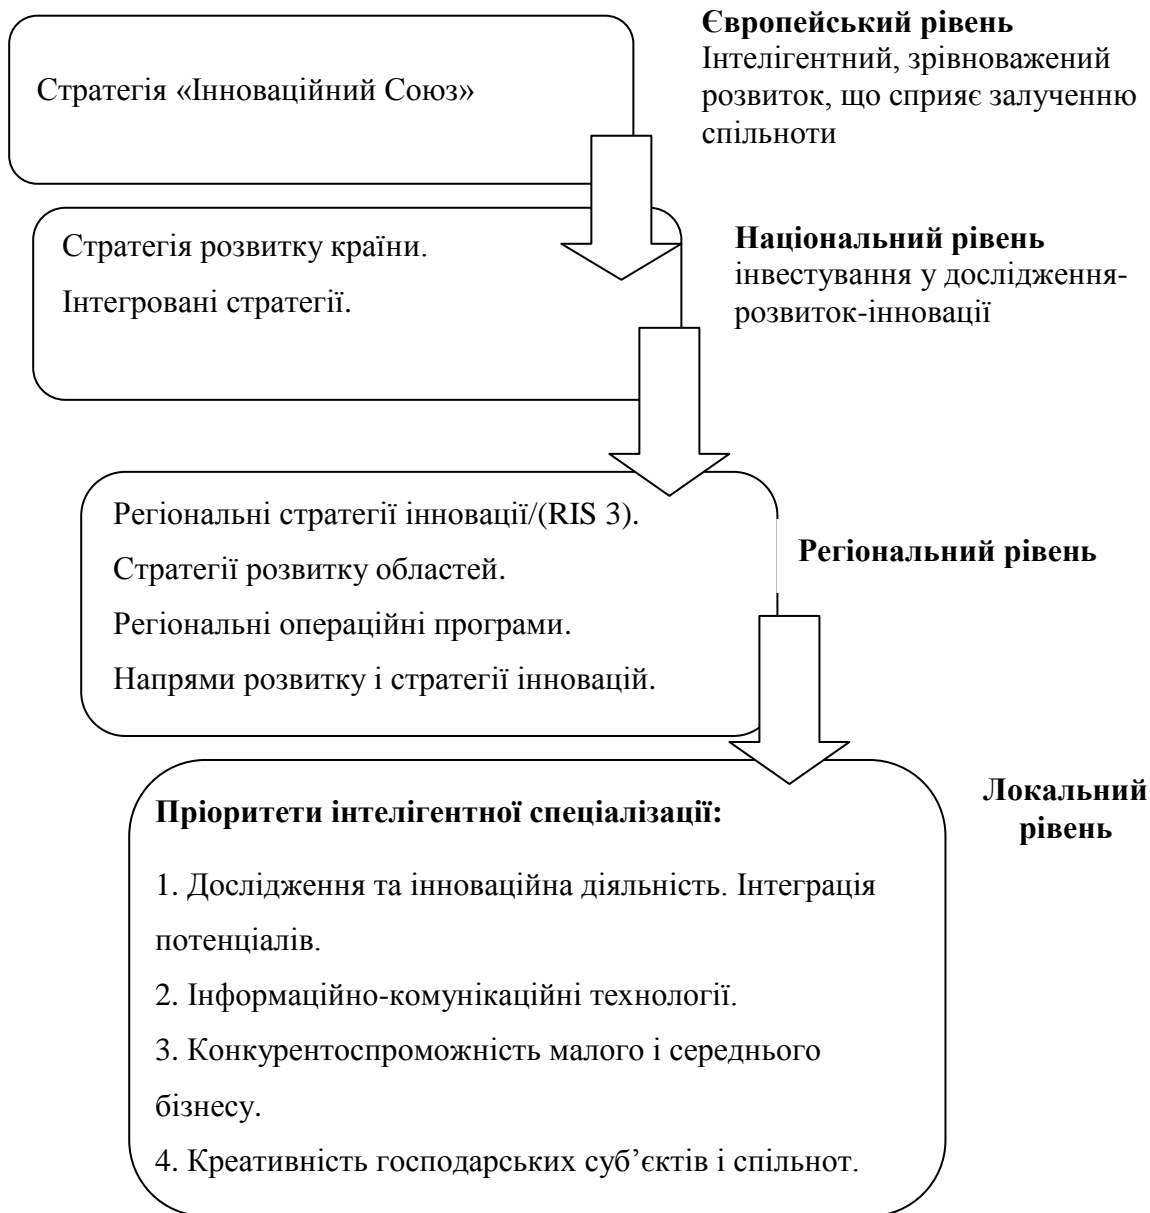 Європейський рівень
Інтелігентний, зрівноважений
розвиток, що сприяє залученню
спільноти
Стратегія «Інноваційний Союз»
Національний рівень
інвестування у дослідження-
розвиток-інновації
Стратегія розвитку країни.
Інтегровані стратегії.
Регіональні стратегії інновації/(RIS 3).
Стратегії розвитку областей.
Регіональні операційні програми.
Напрями розвитку і стратегії інновацій.
Регіональний рівень
Локальний
рівень
Пріоритети інтелігентної спеціалізації:
1. Дослідження та інноваційна діяльність. Інтеграція
потенціалів.
2. Інформаційно-комунікаційні технології.
3. Конкурентоспроможність малого і середнього
бізнесу.
4. Креативність господарських суб’єктів і спільнот.